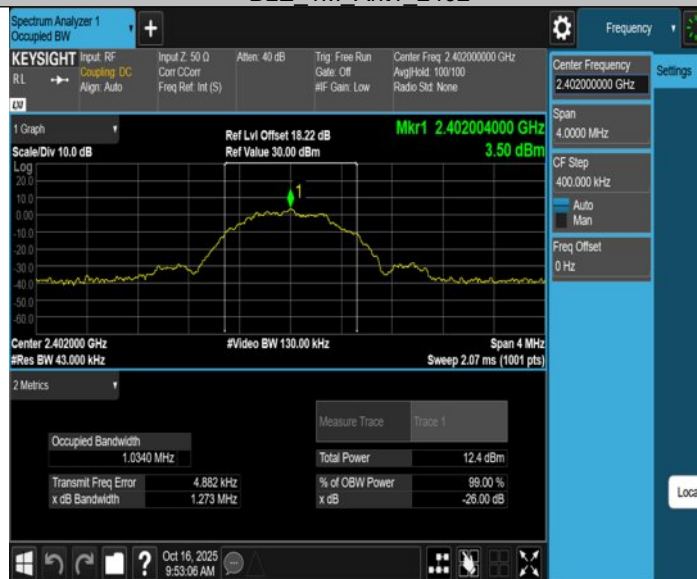 Spectrum Analyzer 1
Occupied BW
+
Frequency
KEYSIGHT
RL
LXI
Input: RF
Coupling: DC
Align: Auto
Input Z: 50 Ω
Corr CCorr
Freq Ref: Int (S)
Atten: 40 dB
Trig: Free Run
Gate: Off
#IF Gain: Low
Center Freq: 2.402000000 GHz
Avg|Hold: 100/100
Radio Std: None
Center Frequency
2.402000000 GHz
Settings
Span
4.0000 MHz
CF Step
400.000 kHz
Auto
Man
Freq Offset
0 Hz
1 Graph
Scale/Div 10.0 dB
Ref Lvl Offset 18.22 dB
Ref Value 30.00 dBm
Mkr1 2.402004000 GHz
3.50 dBm
Log
20.0
10.0
0.00
-10.0
-20.0
-30.0
-40.0
-50.0
-60.0
1
Center 2.402000 GHz
#Res BW 43.000 kHz
#Video BW 130.00 kHz
Span 4 MHz
Sweep 2.07 ms (1001 pts)
2 Metrics
Measure Trace
Trace 1
Occupied Bandwidth
1.0340 MHz
Total Power
12.4 dBm
Transmit Freq Error
4.882 kHz
% of OBW Power
99.00 %
x dB Bandwidth
1.273 MHz
x dB
-26.00 dB
Loca
?
Oct 16, 2025
9:53:06 AM